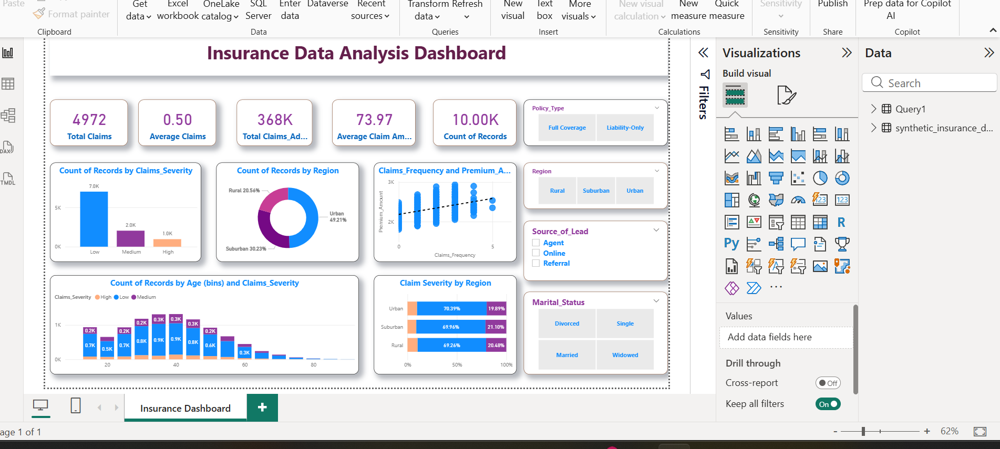 Paste
Format painter
Clipboard
Get data
Excel workbook
OneLake catalog
SQL Server
Enter data
Dataverse
Recent sources
Data
Transform data
Refresh
Queries
New visual
Text box
More visuals
Insert
New visual calculation
New measure
Quick measure
Calculations
Sensitivity
Sensitivity
Publish
Share
Prep data for Copilot AI
Copilot
DAX
TMDL
Insurance Data Analysis Dashboard
4972
Total Claims
0.50
Average Claims
368K
Total Claims_Ad...
73.97
Average Claim Am...
10.00K
Count of Records
Policy_Type
Full Coverage
Liability-Only
Count of Records by Claims_Severity
7.0K
5K
2.0K
1.0K
0K
Low
Medium
High
Count of Records by Region
Rural 20.56%
Urban
49.21%
Suburban 30.23%
Claims_Frequency and Premium_A...
3K
2K
Premium_Amount
0
5
Claims_Frequency
Region
Rural
Suburban
Urban
Source_of_Lead
Agent
Online
Referral
Count of Records by Age (bins) and Claims_Severity
Claims_Severity High Low Medium
1K
0K
0.2K
0.7K
0.5K
0.2K
0.7K
0.2K
0.8K
0.3K
0.9K
0.3K
0.9K
0.3K
0.8K
0.2K
0.6K
0.3K
20
40
60
80
Claim Severity by Region
Urban
70.39%
19.89%
Suburban
69.96%
21.10%
Rural
69.26%
20.48%
0%
50%
100%
Marital_Status
Divorced
Single
Married
Widowed
Filters
Visualizations
Build visual
123
123
R
Py
Values
Add data fields here
Drill through
Cross-report
Off
Keep all filters
On
Data
Search
Query1
synthetic_insurance_d...
Insurance Dashboard
+
age 1 of 1
- + 62%